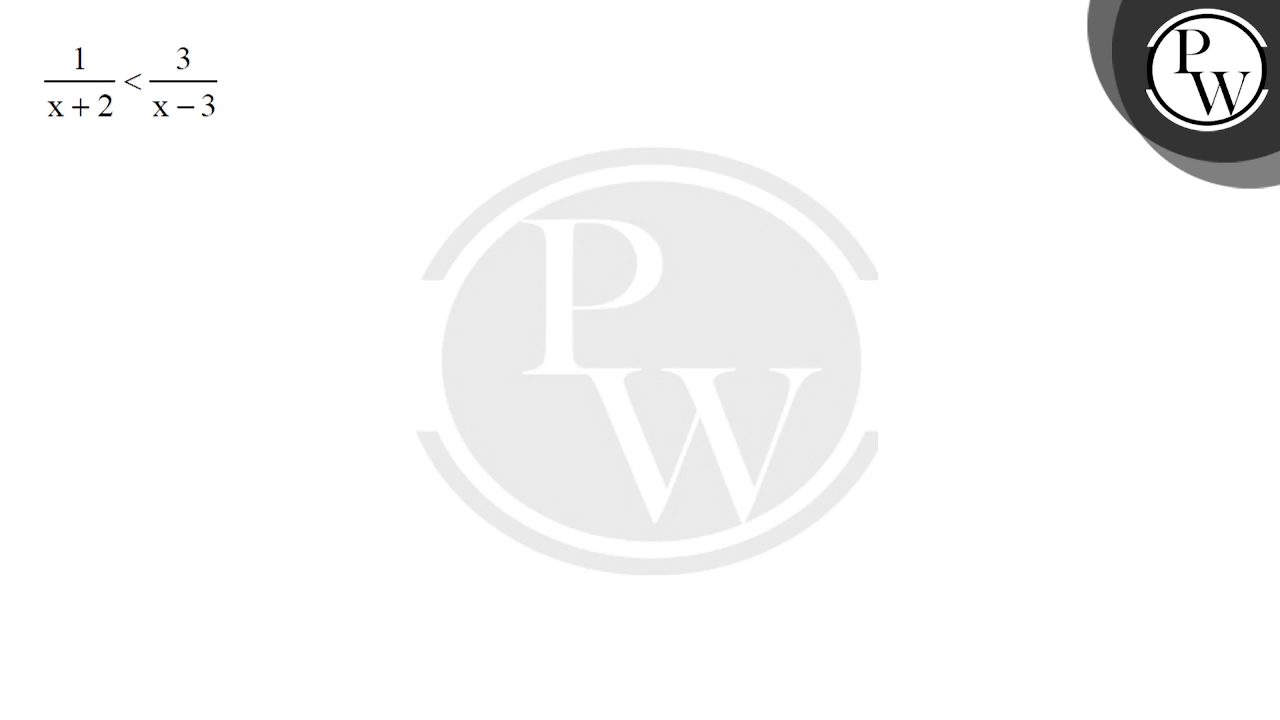 1/(x + 2) < 3/(x − 3)
PW
PW